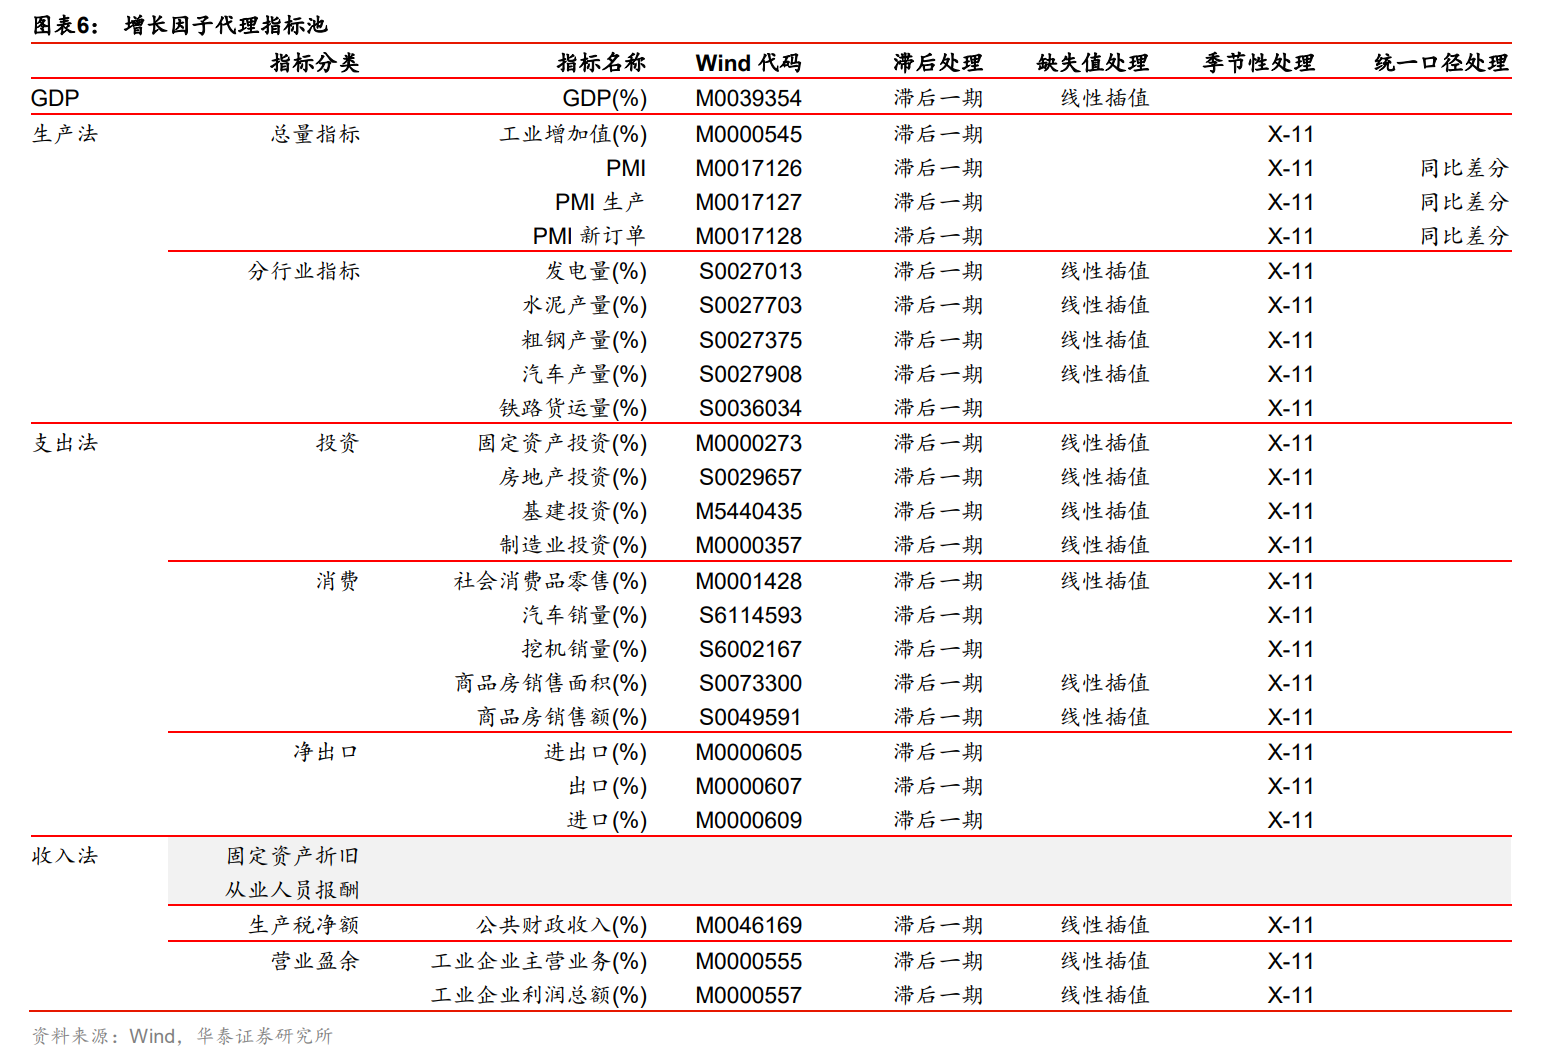 图表6： 增长因子代理指标池
指标分类 指标名称 Wind 代码 滞后处理 缺失值处理 季节性处理 统一口径处理
GDP GDP(%) M0039354 滞后一期 线性插值
生产法 总量指标 工业增加值(%) M0000545 滞后一期 X-11
PMI M0017126 滞后一期 X-11 同比差分
PMI 生产 M0017127 滞后一期 X-11 同比差分
PMI 新订单 M0017128 滞后一期 X-11 同比差分
分行业指标 发电量(%) S0027013 滞后一期 线性插值 X-11
水泥产量(%) S0027703 滞后一期 线性插值 X-11
粗钢产量(%) S0027375 滞后一期 线性插值 X-11
汽车产量(%) S0027908 滞后一期 线性插值 X-11
铁路货运量(%) S0036034 滞后一期 X-11
支出法 投资 固定资产投资(%) M0000273 滞后一期 线性插值 X-11
房地产投资(%) S0029657 滞后一期 线性插值 X-11
基建投资(%) M5440435 滞后一期 线性插值 X-11
制造业投资(%) M0000357 滞后一期 线性插值 X-11
消费 社会消费品零售(%) M0001428 滞后一期 线性插值 X-11
汽车销量(%) S6114593 滞后一期 X-11
挖机销量(%) S6002167 滞后一期 X-11
商品房销售面积(%) S0073300 滞后一期 线性插值 X-11
商品房销售额(%) S0049591 滞后一期 线性插值 X-11
净出口 进出口(%) M0000605 滞后一期 X-11
出口(%) M0000607 滞后一期 X-11
进口(%) M0000609 滞后一期 X-11
收入法 固定资产折旧
从业人员报酬
生产税净额 公共财政收入(%) M0046169 滞后一期 线性插值 X-11
营业盈余 工业企业主营业务(%) M0000555 滞后一期 线性插值 X-11
工业企业利润总额(%) M0000557 滞后一期 线性插值 X-11
资料来源：Wind，华泰证券研究所